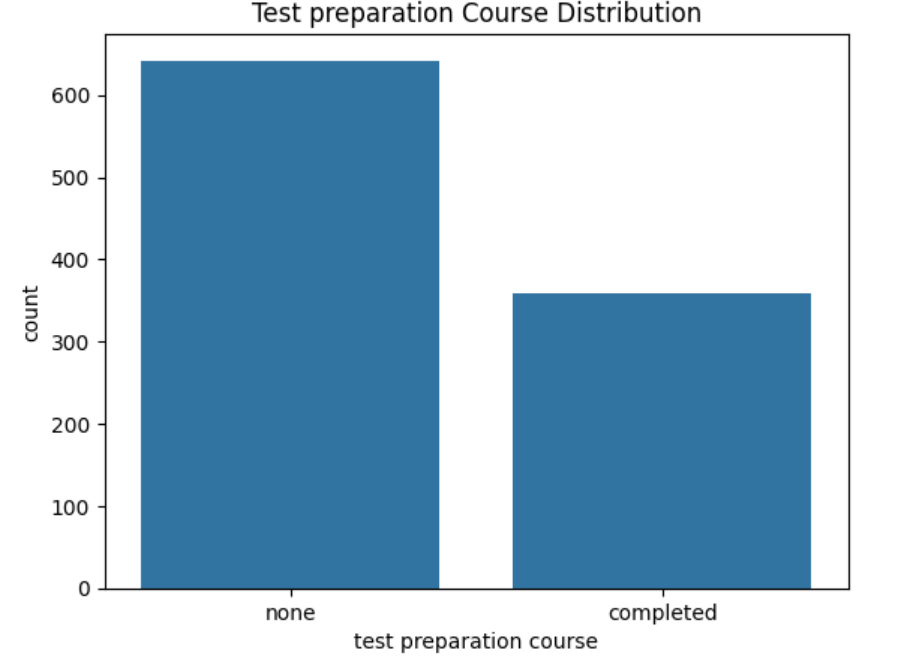 Test preparation Course Distribution
600
500
400
300
200
100
0
count
none
completed
test preparation course